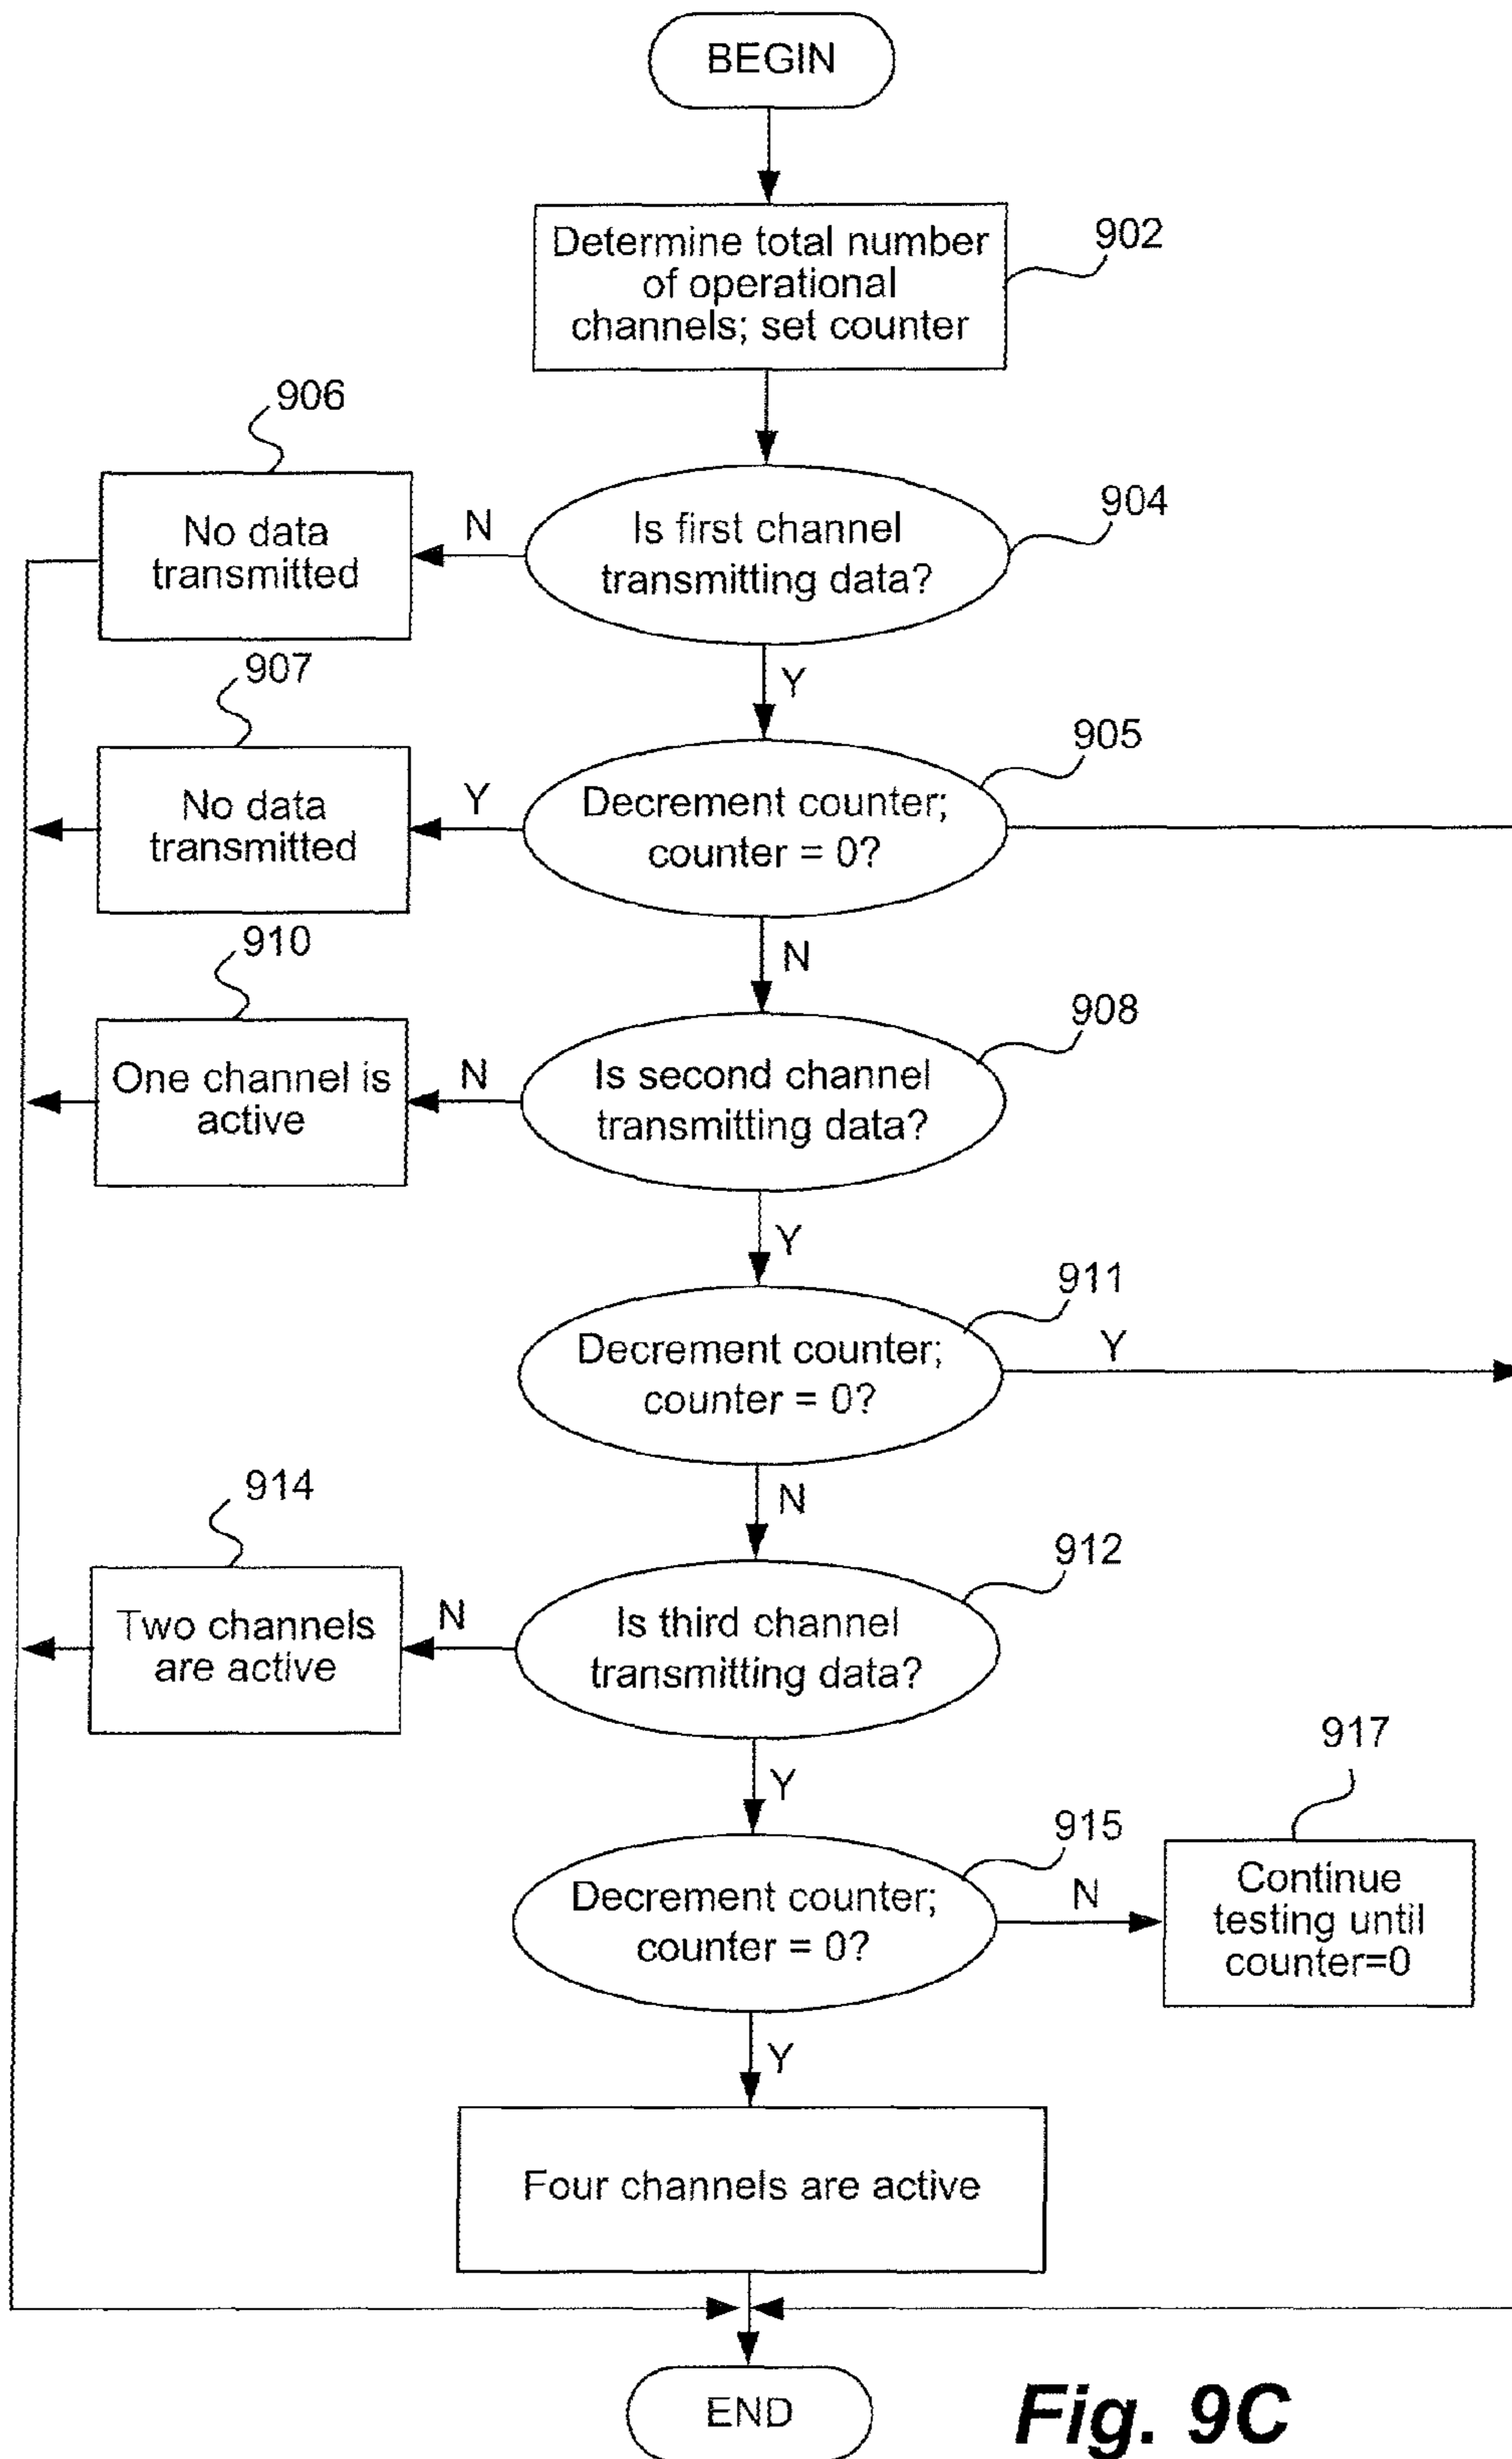 BEGIN
Determine total number
of operational
channels; set counter
902
906
No data
transmitted
N
Is first channel
transmitting data?
904
Y
907
No data
transmitted
Y
Decrement counter;
counter = 0?
905
N
910
One channel is
active
N
Is second channel
transmitting data?
908
Y
Decrement counter;
counter = 0?
911
Y
N
914
Two channels
are active
N
Is third channel
transmitting data?
912
Y
Decrement counter;
counter = 0?
915
N
917
Continue
testing until
counter=0
Y
Four channels are active
END
Fig. 9C